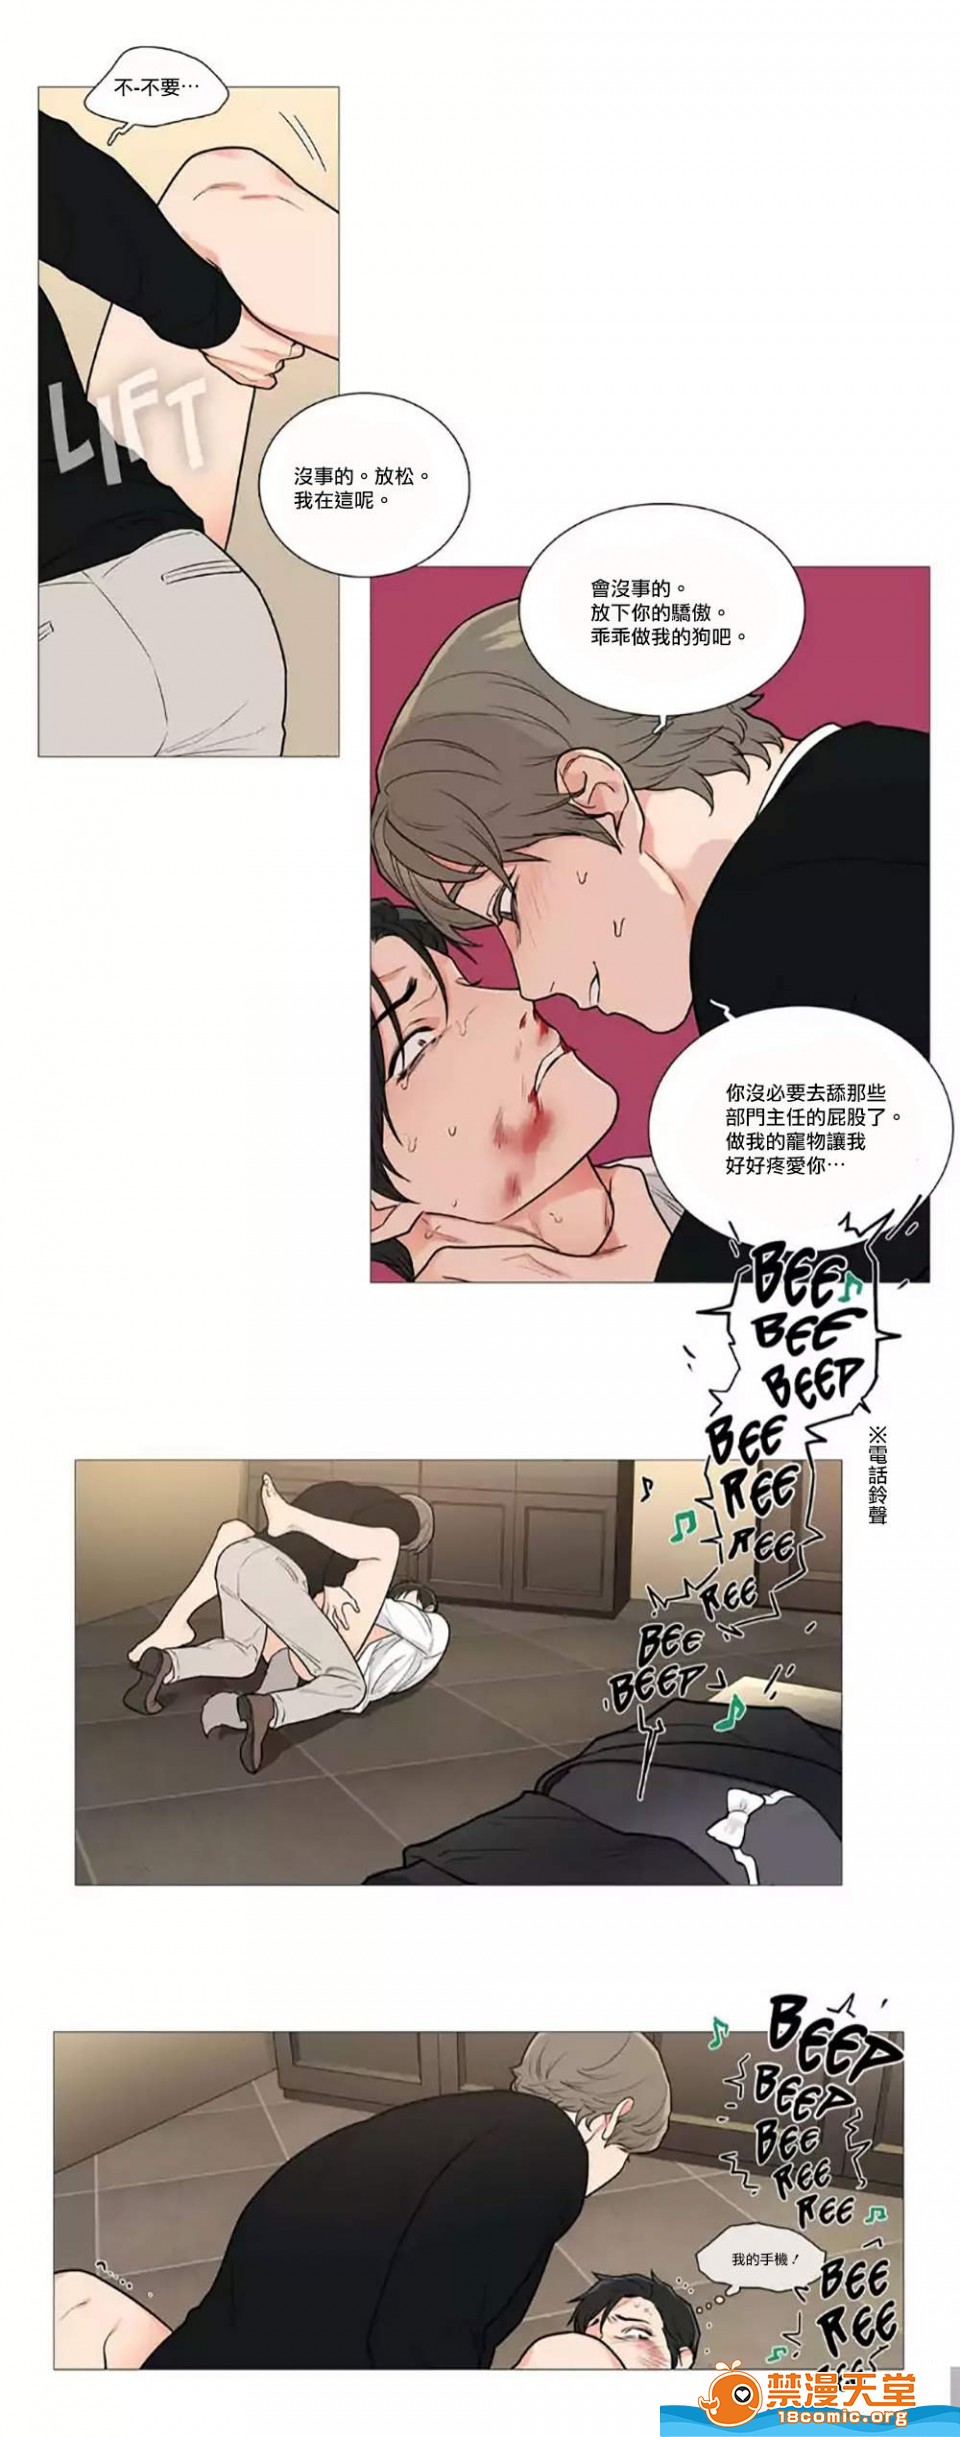 不-不要…
LIFT
沒事的。放松。
我在這呢。
會沒事的。
放下你的驕傲。
乖乖做我的狗吧。
你沒必要去舔那些
部門主任的屁股了。
做我的寵物讓我
好好疼愛你…
BEE
BEE
BEEP
BEE
REE
REE
REE
※電話鈴聲
BEE
BEEP
BEEP
BEEP
BEE
REE
REE
我的手機！
BEE
REE
REE
禁漫天堂
18comic.org